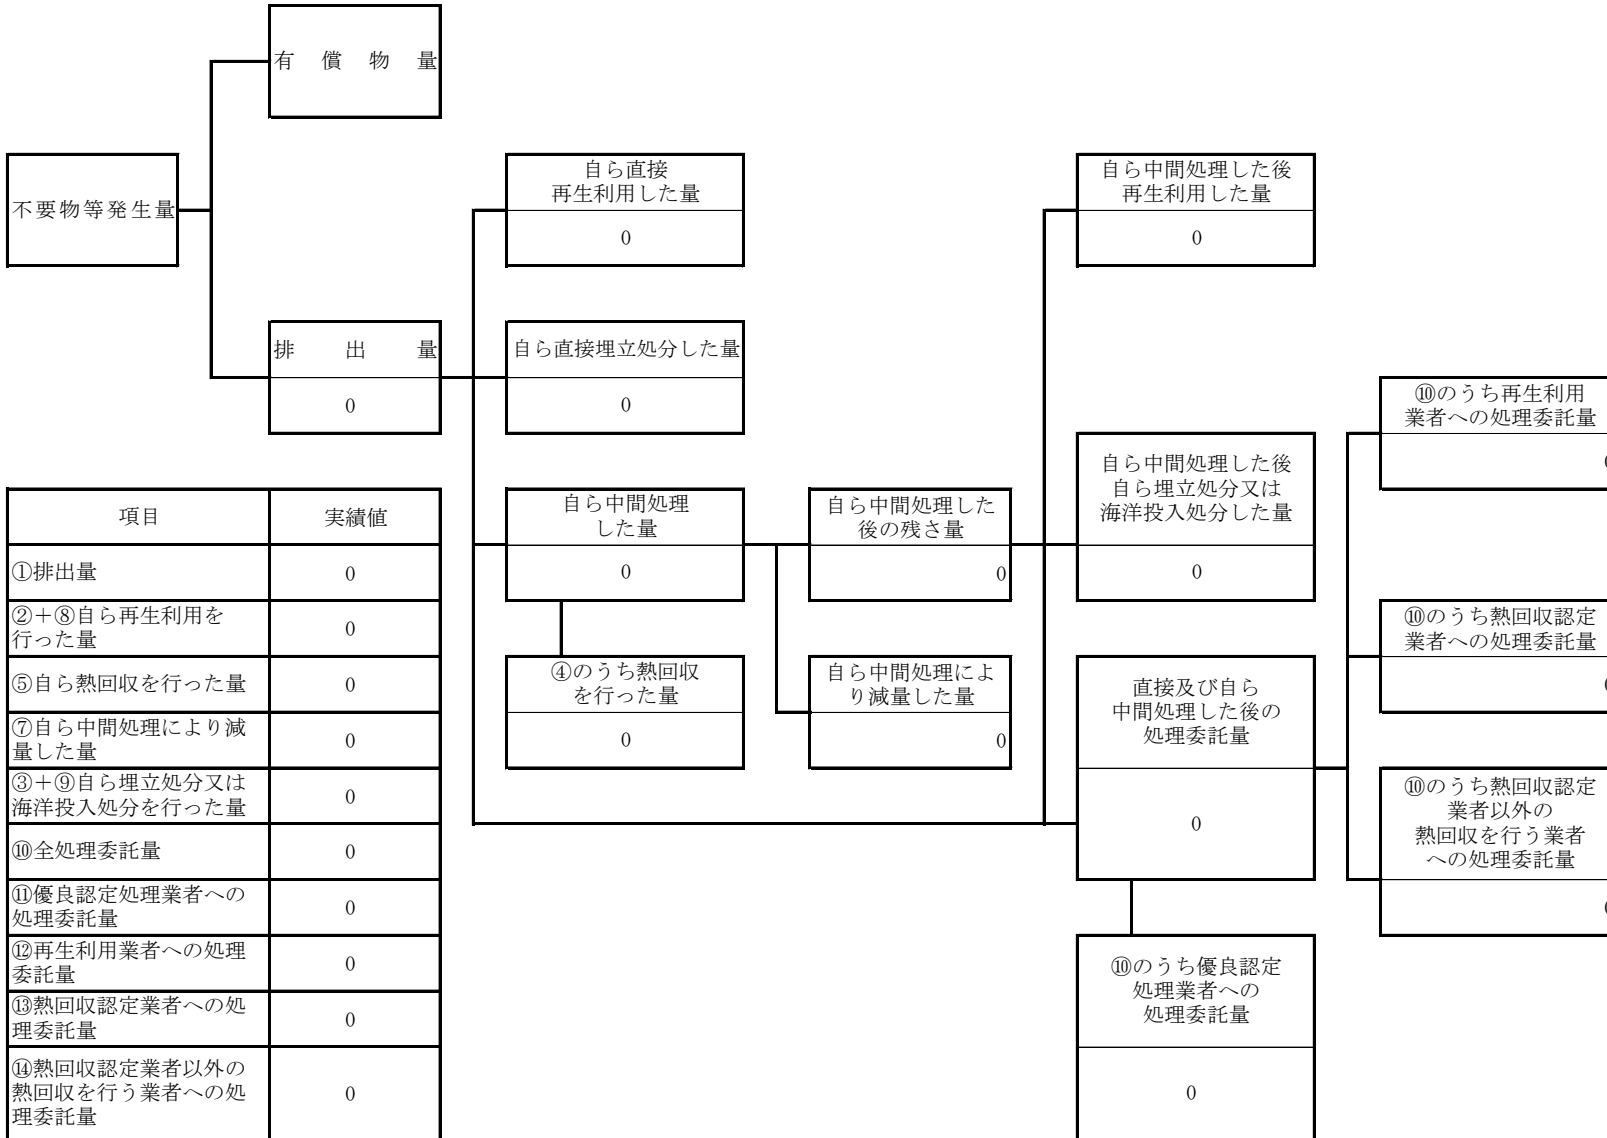 有償物量
不要物等発生量
自ら直接
再生利用した量
0
自ら中間処理した後
再生利用した量
0
排出量
0
自ら直接埋立処分した量
0
自ら中間処理した後
自ら埋立処分又は
海洋投入処分した量
0
⑩のうち再生利用
業者への処理委託量
自ら中間処理
した量
0
自ら中間処理した
後の残さ量
0
④のうち熱回収
を行った量
0
自ら中間処理によ
り減量した量
0
直接及び自ら
中間処理した後の
処理委託量
0
⑩のうち熱回収認定
業者への処理委託量
⑩のうち熱回収認定
業者以外の
熱回収を行う業者
への処理委託量
⑩のうち優良認定
処理業者への
処理委託量
0
項目 実績値
①排出量 0
②+⑧自ら再生利用を
行った量 0
⑤自ら熱回収を行った量 0
⑦自ら中間処理により減
量した量 0
③+⑨自ら埋立処分又は
海洋投入処分を行った量 0
⑩全処理委託量 0
⑪優良認定処理業者への
処理委託量 0
⑫再生利用業者への処理
委託量 0
⑬熱回収認定業者への処
理委託量 0
⑭熱回収認定業者以外の
熱回収を行う業者への処
理委託量 0